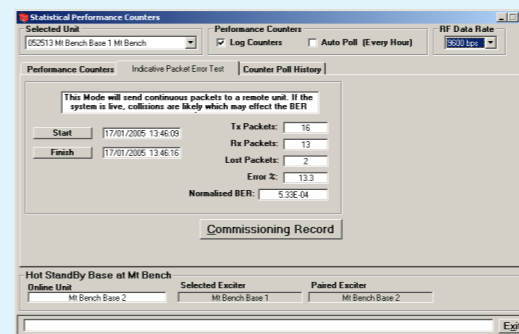 Statistical Performance Counters
Selected Unit
052513 Mt Bench Base 1 Mt Bench
Performance Counters
Log Counters
Auto Poll (Every Hour)
RF Data Rate
9600 bps
Performance Counters
Indicative Packet Error Test
Counter Poll History
This Mode will send continuous packets to a remote unit. If the
system is live, collisions are likely which may effect the BER
Start 17/01/2005 13:46:09
Finish 17/01/2005 13:46:16
Tx Packets: 16
Rx Packets: 13
Lost Packets: 2
Error %: 13.3
Normalised BER: 5.33E-04
Commissioning Record
Hot StandBy Base at Mt Bench
Online Unit
Mt Bench Base 2
Selected Exciter
Mt Bench Base 1
Paired Exciter
Mt Bench Base 2
Exit